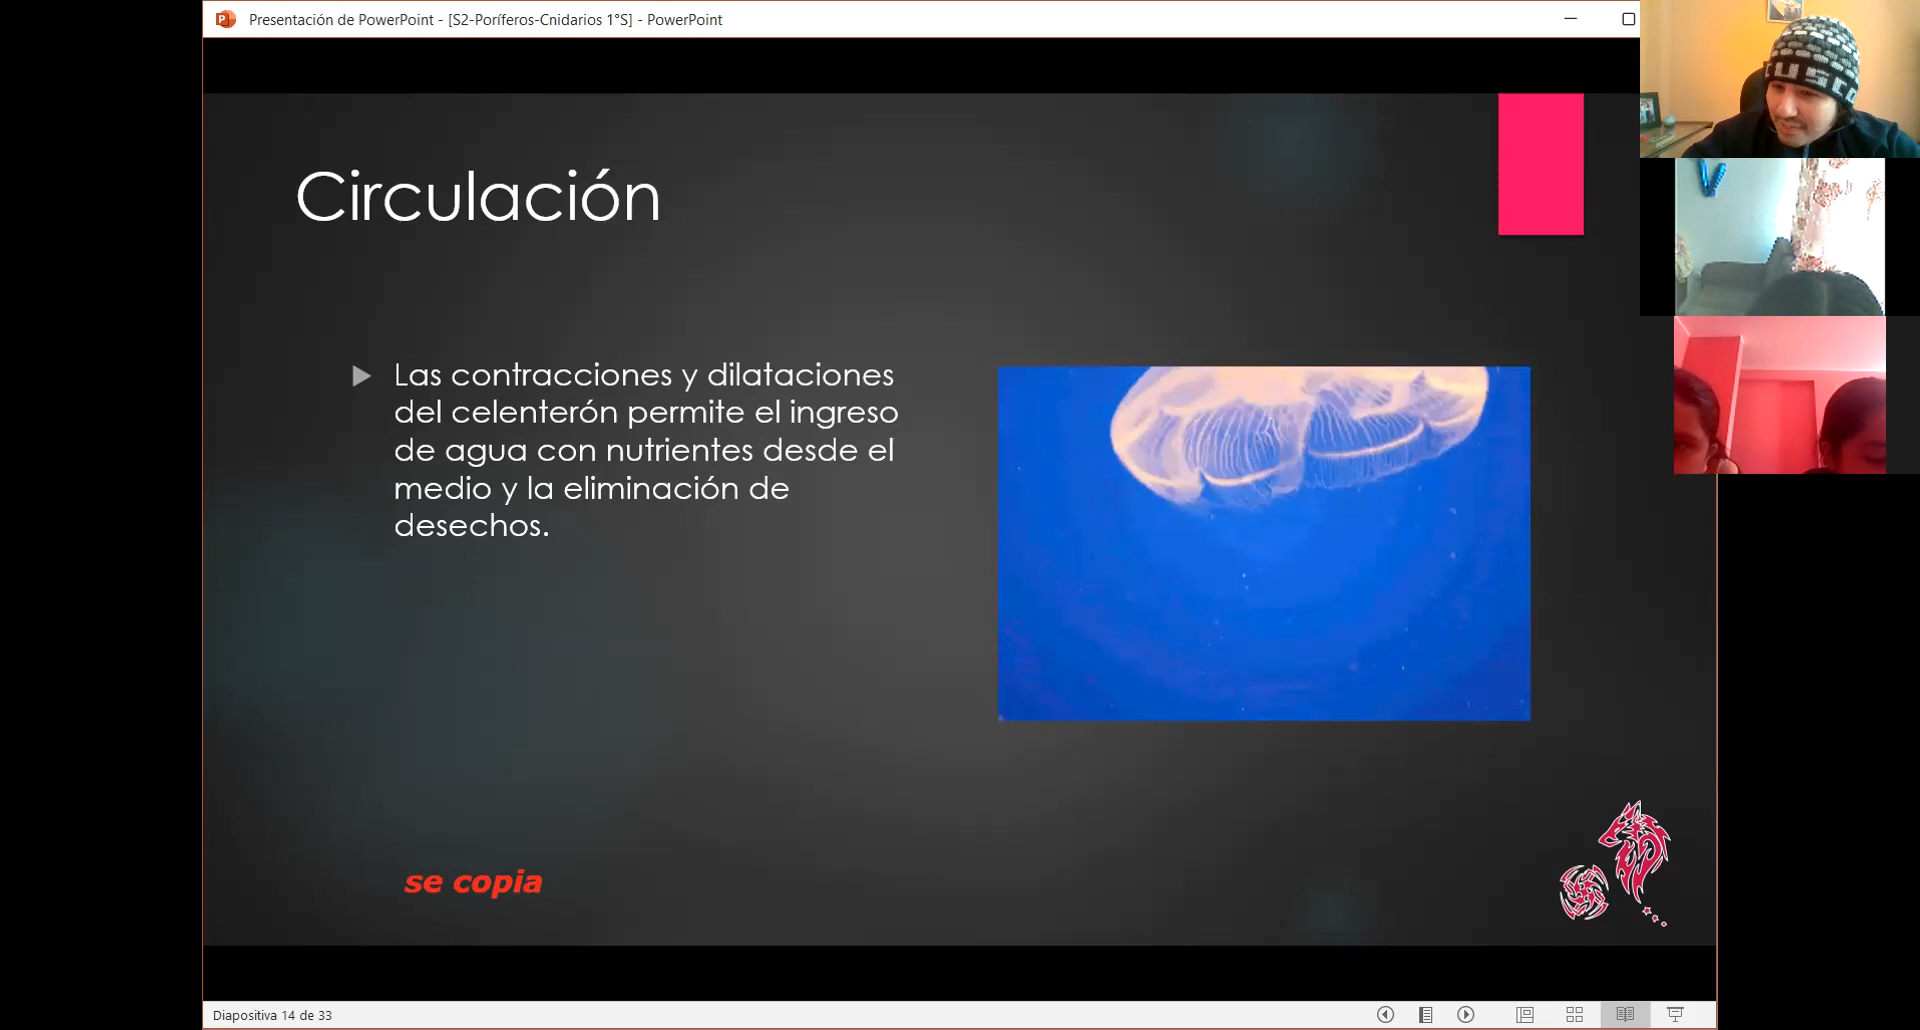 Presentación de PowerPoint - [S2-Poríferos-Cnidarios 1°S] - PowerPoint
CUSCO
Circulación
Las contracciones y dilataciones
del celenterón permite el ingreso
de agua con nutrientes desde el
medio y la eliminación de
desechos.
se copia
Diapositiva 14 de 33